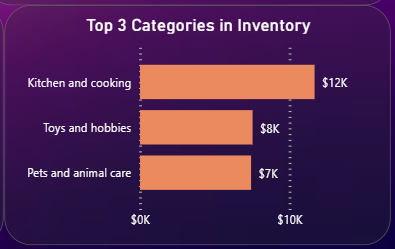 Top 3 Categories in Inventory
Kitchen and cooking $12K
Toys and hobbies $8K
Pets and animal care $7K
$0K $10K